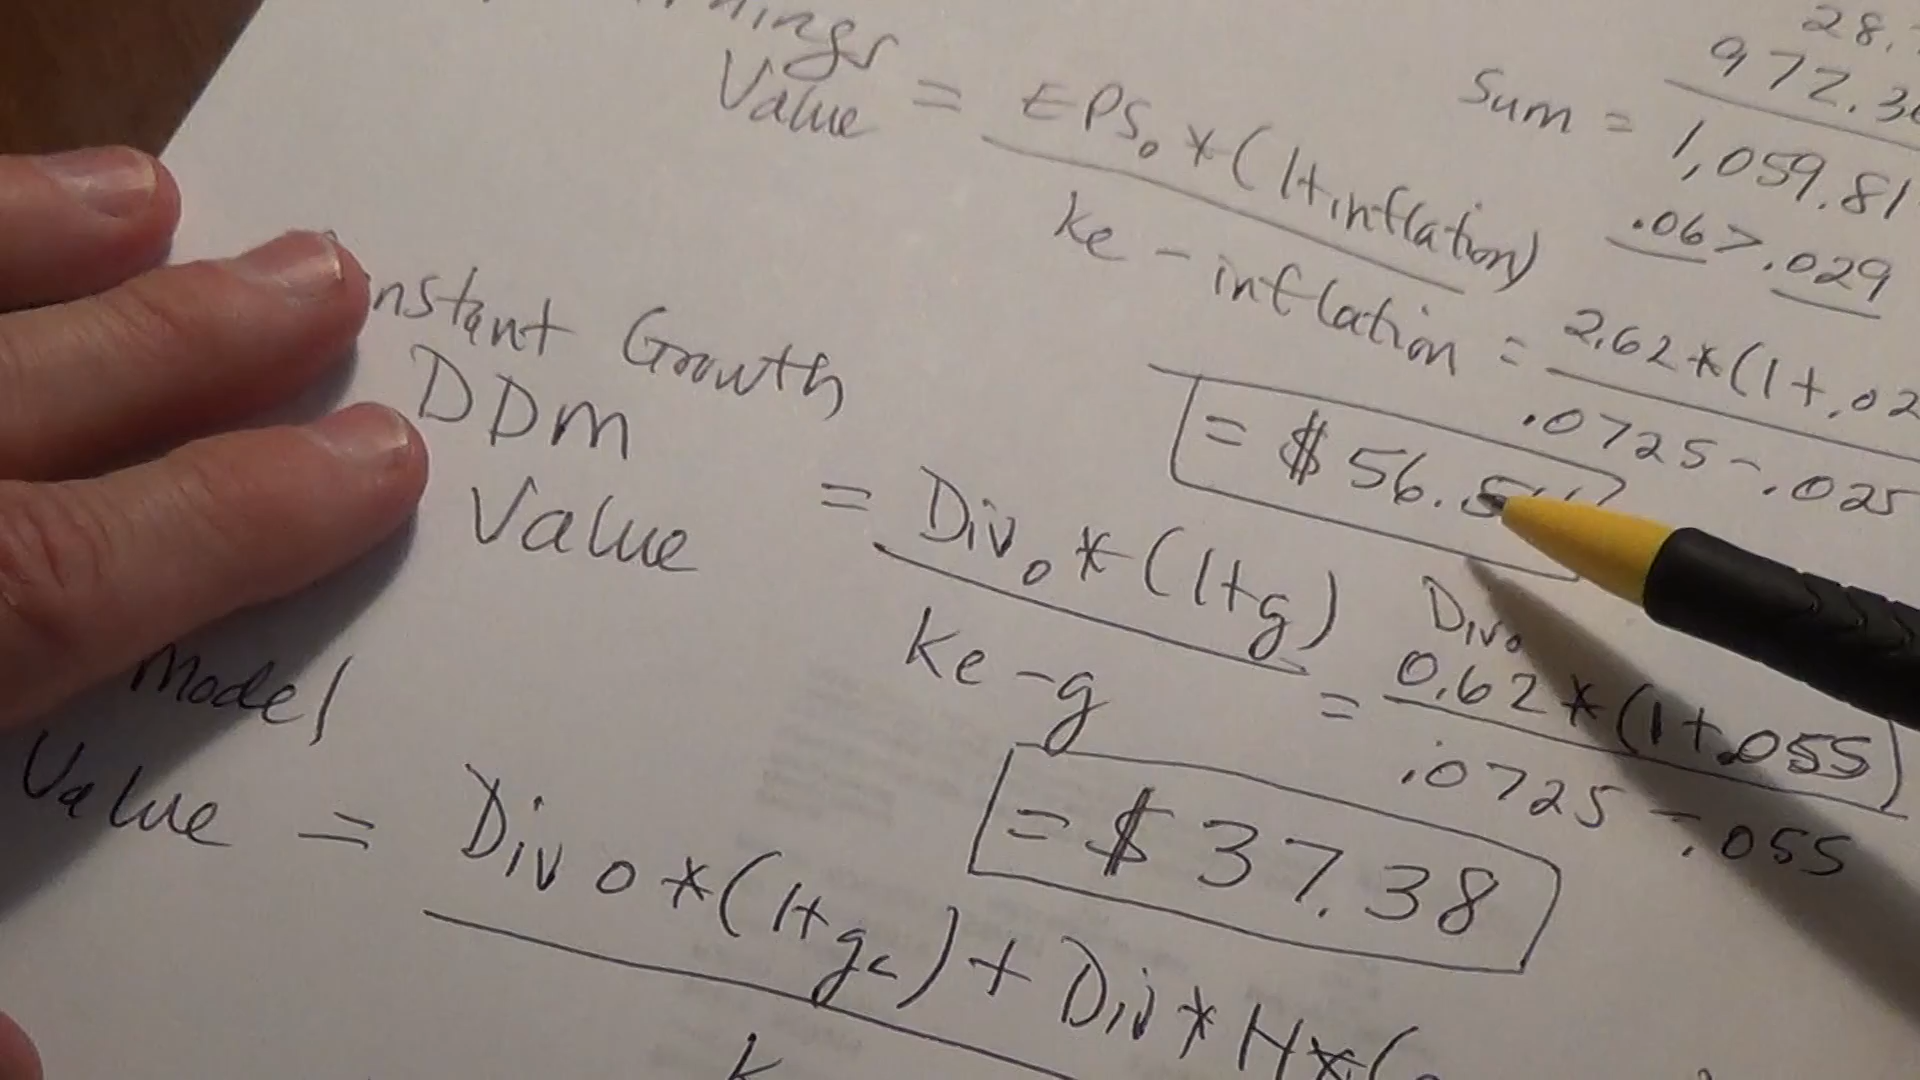 Value = EPS₀ * (1+inflation)
ke - inflation
= 2.62 * (1+.02
.0725 - .025
= $56.5
28.
972.3
Sum = 1,059.81
.067 .029
nstant Growth
DDM
Value = Div₀ * (1+g)
ke - g
Div₀
= 0.62 * (1+.055)
.0725 - .055
= $37.38
Model
Value = Div₀ * (1+gc) + Div * H * (
k